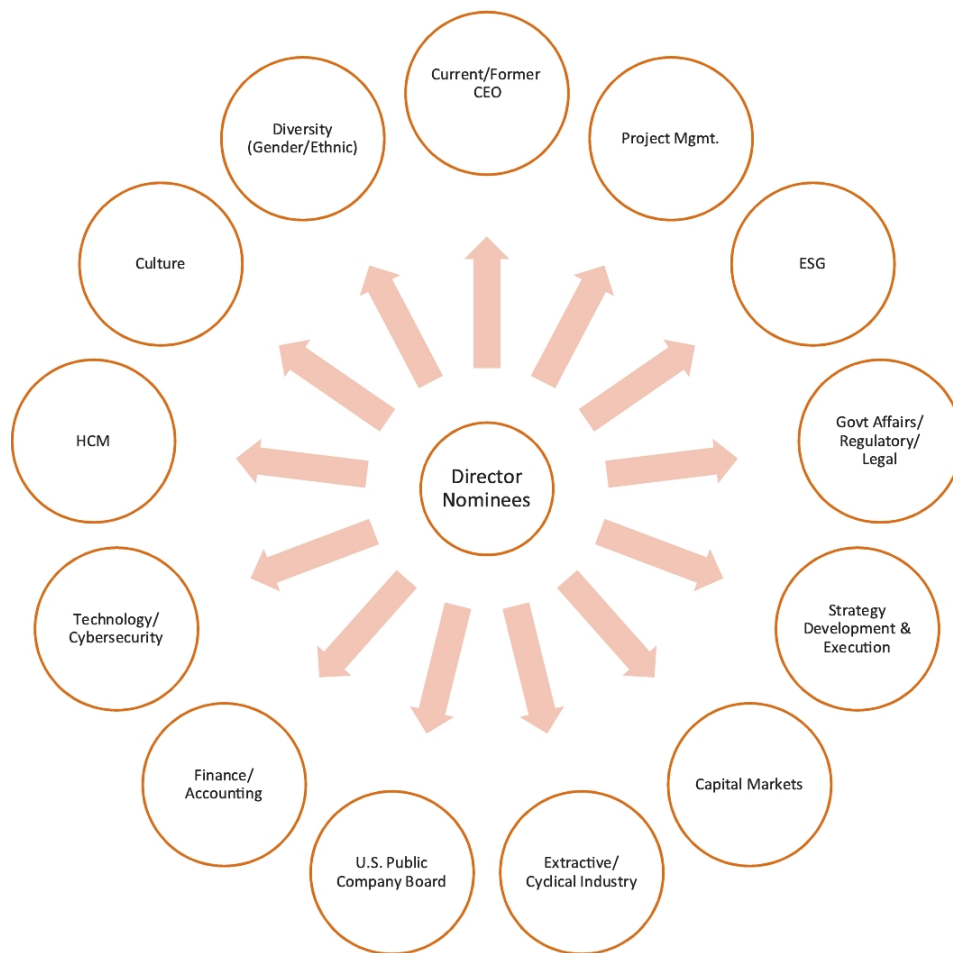 Current/Former
CEO
Project Mgmt.
ESG
Govt Affairs/
Regulatory/
Legal
Strategy
Development &
Execution
Capital Markets
Extractive/
Cyclical Industry
U.S. Public
Company Board
Finance/
Accounting
Technology/
Cybersecurity
HCM
Culture
Diversity
(Gender/Ethnic)
Director
Nominees